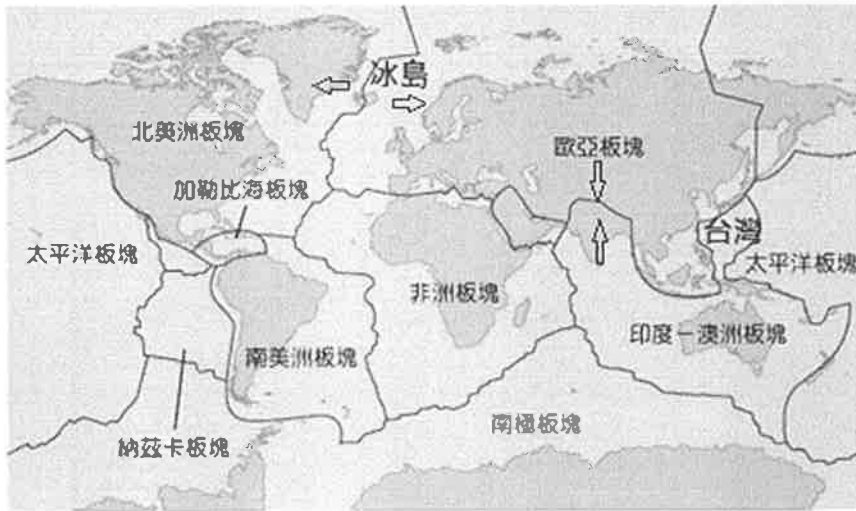 冰島
北美洲板塊
歐亞板塊
加勒比海板塊
台灣
太平洋板塊
太平洋板塊
非洲板塊
印度－澳洲板塊
南美洲板塊
南極板塊
納茲卡板塊